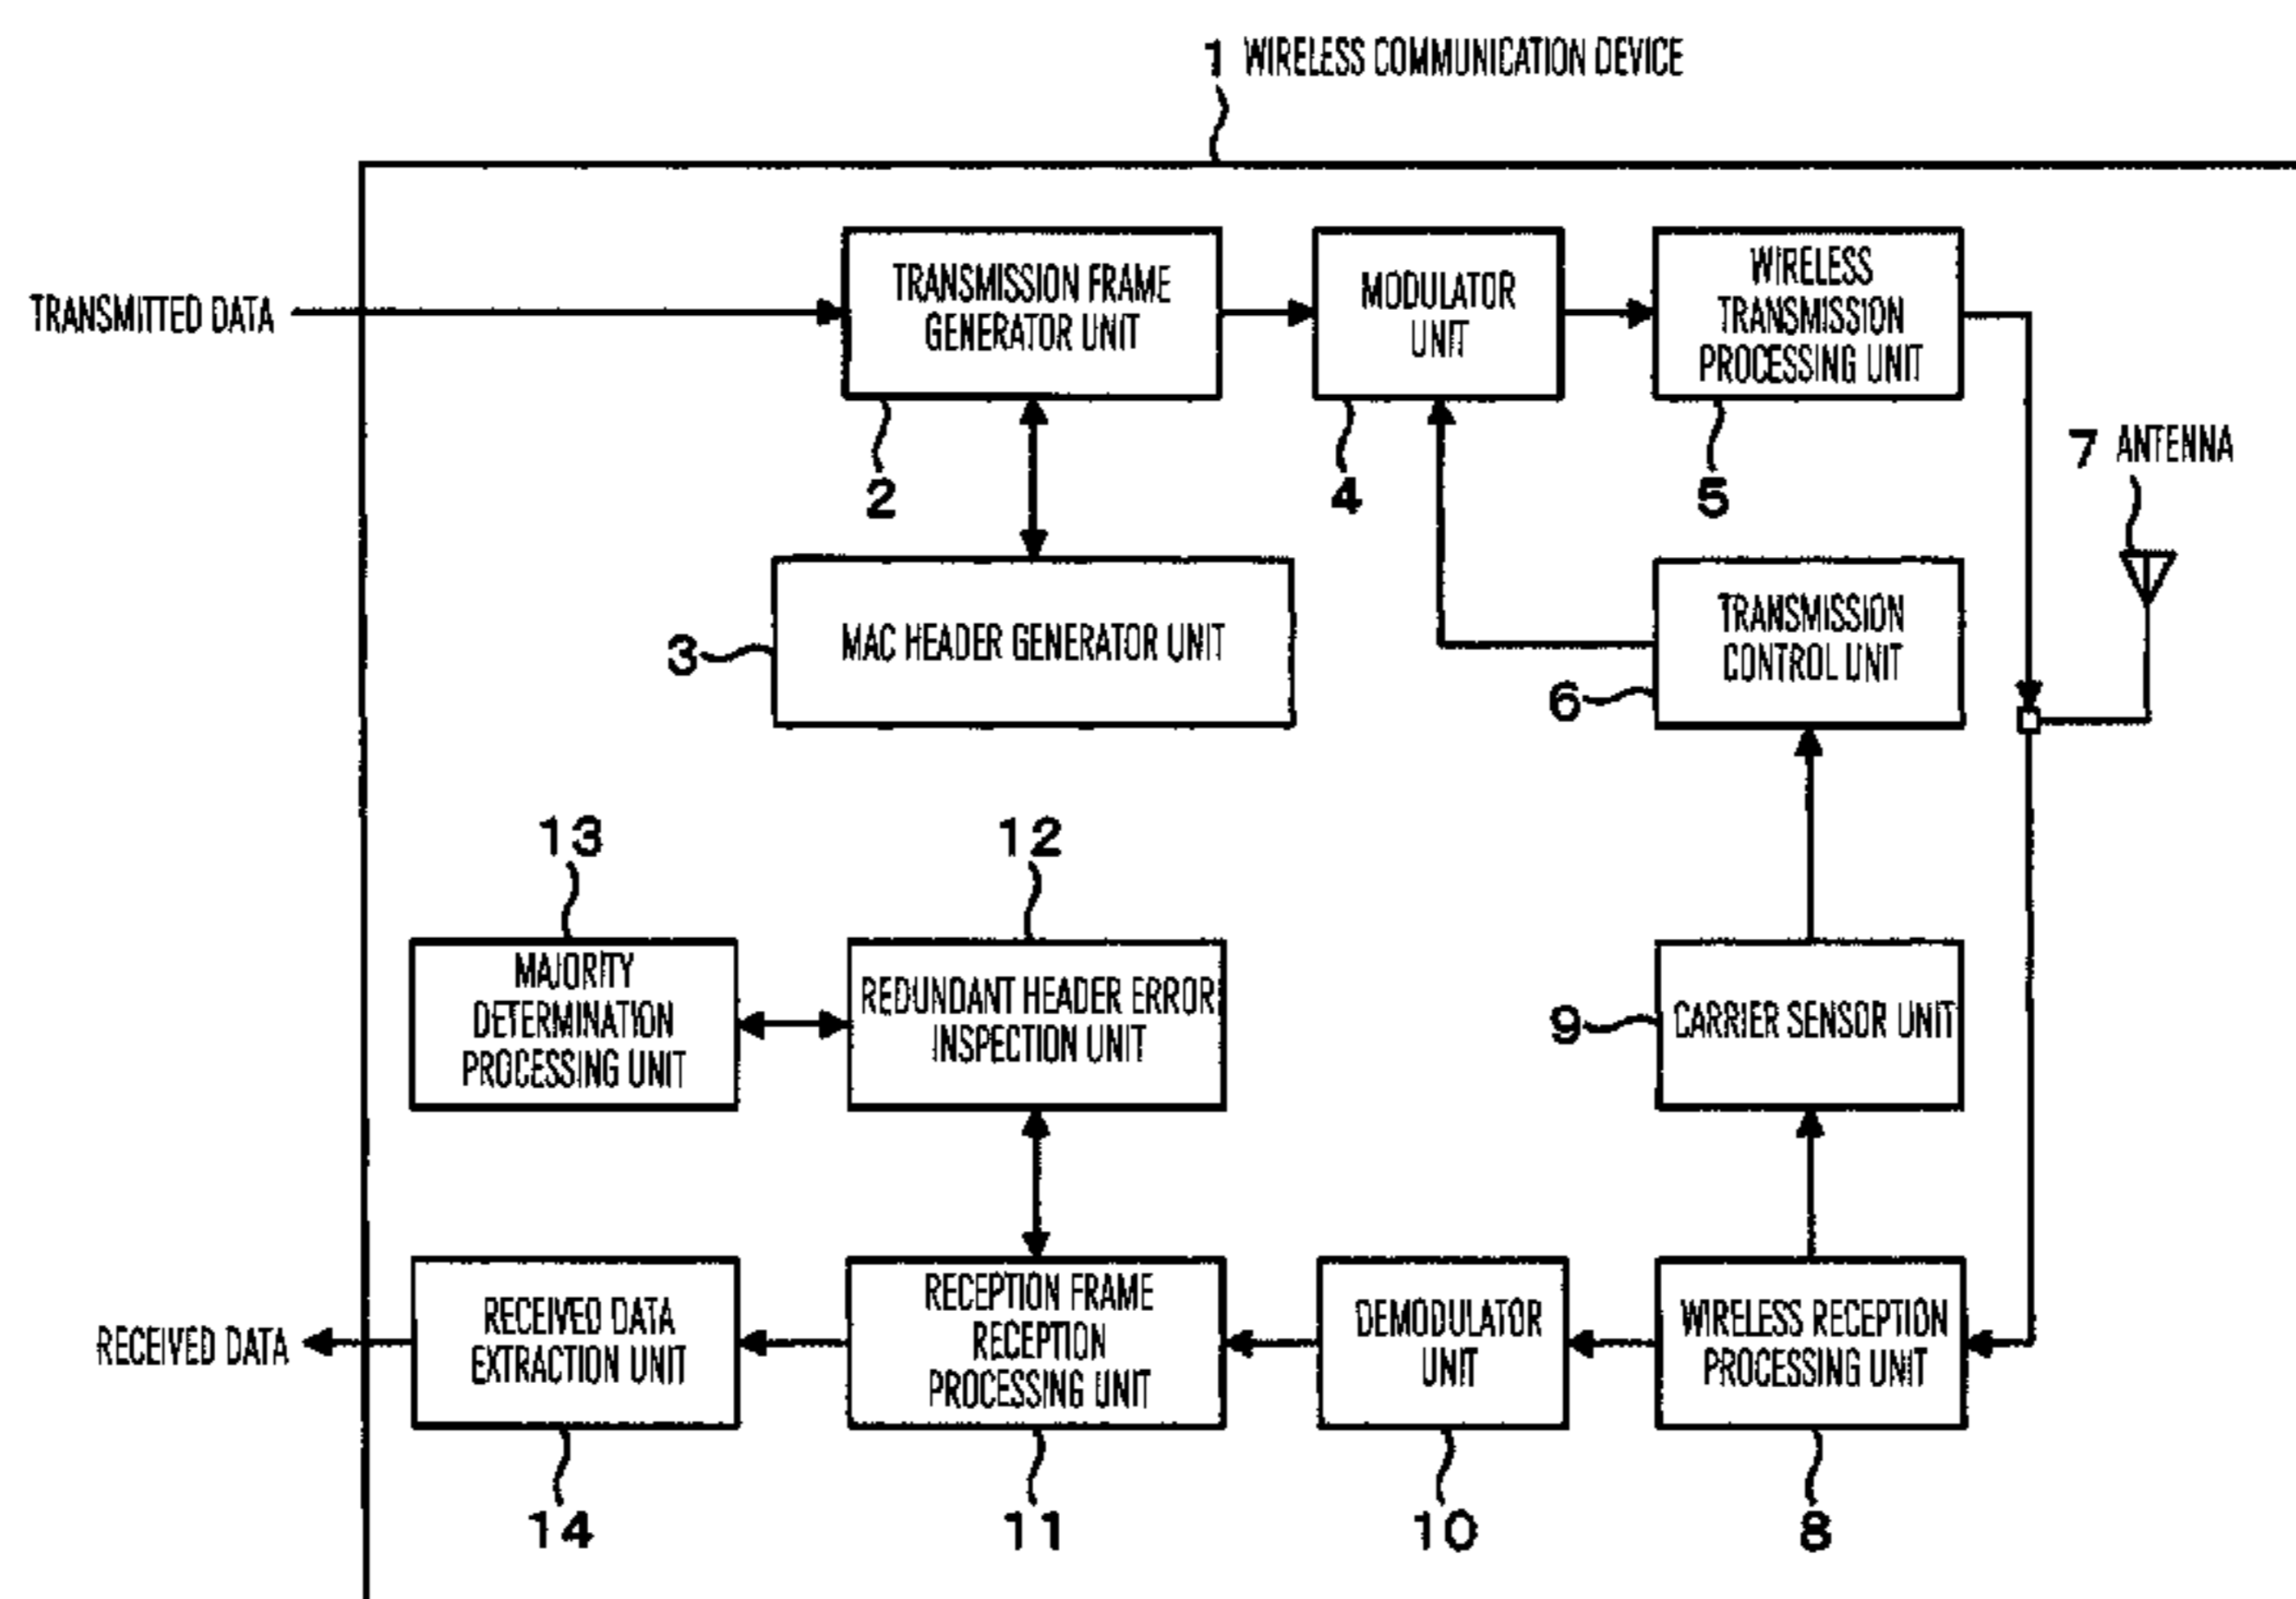 1 WIRELESS COMMUNICATION DEVICE
TRANSMITTED DATA
TRANSMISSION FRAME
GENERATOR UNIT
2
MODULATOR
UNIT
4
WIRELESS
TRANSMISSION
PROCESSING UNIT
5
7 ANTENNA
3
MAC HEADER GENERATOR UNIT
TRANSMISSION
CONTROL UNIT
6
13
MAJORITY
DETERMINATION
PROCESSING UNIT
12
REDUNDANT HEADER ERROR
INSPECTION UNIT
9
CARRIER SENSOR UNIT
RECEIVED DATA
RECEIVED DATA
EXTRACTION UNIT
14
RECEPTION FRAME
RECEPTION
PROCESSING UNIT
11
DEMODULATOR
UNIT
10
WIRELESS RECEPTION
PROCESSING UNIT
8